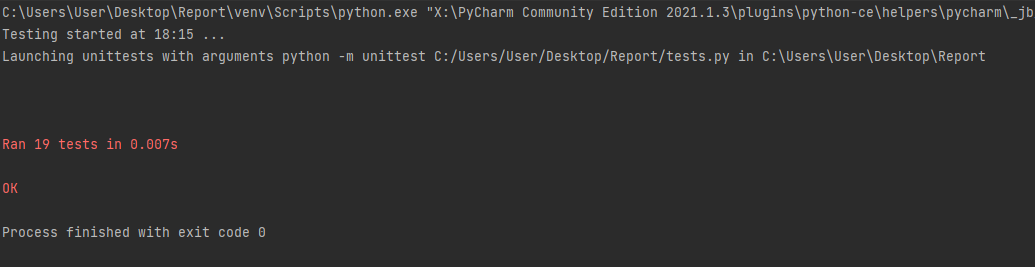 C:\Users\User\Desktop\Report\venv\Scripts\python.exe "X:\PyCharm Community Edition 2021.1.3\plugins\python-ce\helpers\pycharm\_jb
Testing started at 18:15 ...
Launching unittests with arguments python -m unittest C:/Users/User/Desktop/Report/tests.py in C:\Users\User\Desktop\Report
Ran 19 tests in 0.007s
OK
Process finished with exit code 0